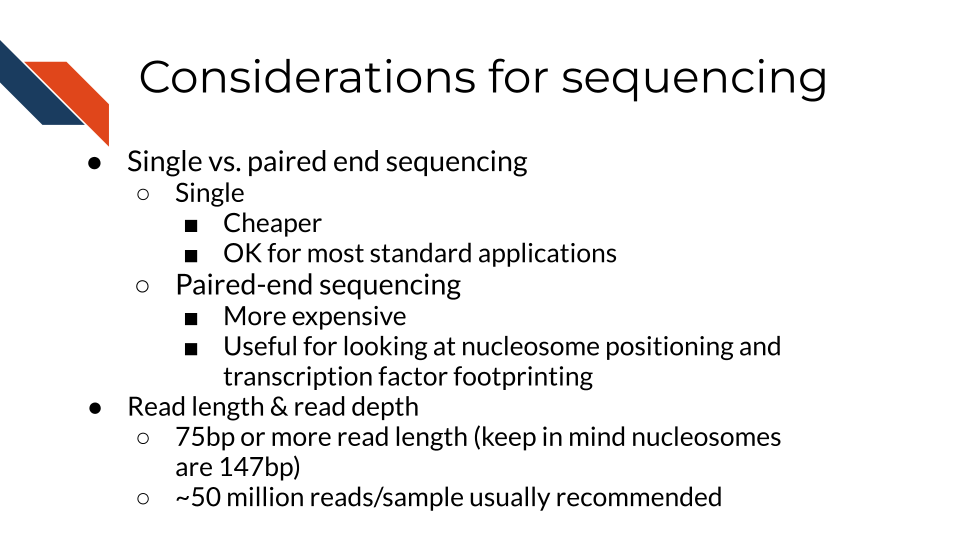 Considerations for sequencing
● Single vs. paired end sequencing
○ Single
■ Cheaper
■ OK for most standard applications
○ Paired-end sequencing
■ More expensive
■ Useful for looking at nucleosome positioning and
transcription factor footprinting
● Read length & read depth
○ 75bp or more read length (keep in mind nucleosomes
are 147bp)
○ ~50 million reads/sample usually recommended